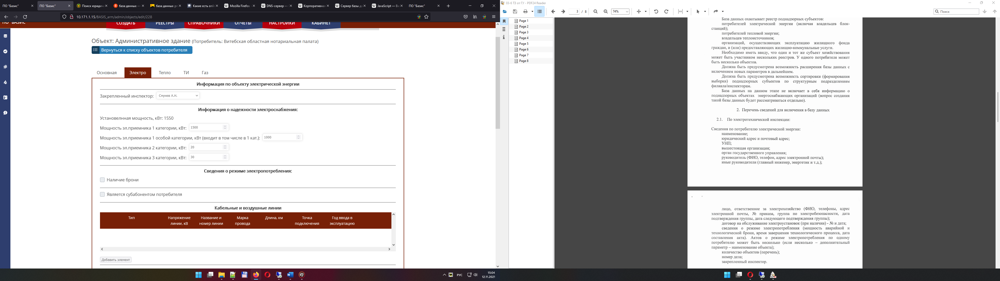 ПО "Базис"
ПО "Базис"
Поиск юридиче
база данных —
база данных pn
Какие есть onli
Mozilla Firefox –
DNS-сервер —
Корпоративная
Сервер базы да
JavaScript — Ви
ПО "Базис"
10.171.1.15/BASIS_arm/admin/objects/edit/228
ПО "БАЗИС"
СОЗДАТЬ
РЕЕСТРЫ
СПРАВОЧНИКИ
ОТЧЕТЫ
НАСТРОЙКИ
КАБИНЕТ
Объект: Административное здание (Потребитель: Витебская областная нотариальная палата)
Вернуться к списку объектов потребителя
Основная
Электро
Тепло
ТИ
Газ
Информация по объекту электрической энергии
Закрепленный инспектор: Смунев А.Н.
Информация о надежности электроснабжения:
Установелнная мощность, кВт: 1550
Мощность эл.приемника 1 категории, кВт: 1500
Мощность эл.приемника 1 особой категории, кВт (входит в том числе в 1 кат.): 1000
Мощность эл.приемника 2 категории, кВт: 20
Мощность эл.приемника 3 категории, кВт: 30
Сведения о режиме электропотребления:
Наличие брони
Является субабонентом потребителя
Кабельные и воздушные линии
Тип
Напряжение линии, кВ
Название и номер линии
Марка провода
Длина, км
Точка подключения
Год ввода в эксплуатацию
Добавить элемент
РУС
15:04
12.11.2021
03-6 ТЗ от ГУ - PDF24 Reader
3 / 8
74%
Поиск
Page 1
Page 2
Page 3
Page 4
Page 5
Page 6
Page 7
Page 8
База данных охватывает реестр поднадзорных субъектов:
потребителей электрической энергии (включая владельцев блок-
станций);
потребителей тепловой энергии;
владельцев теплоисточников;
организаций, осуществляющих эксплуатацию жилищного фонда
граждан, и (или) предоставляющих жилищно-коммунальные услуги.
Необходимо иметь ввиду, что один и тот же субъект хозяйствования
может быть участником нескольких реестров. У одного потребителя может
быть несколько объектов.
Должна быть предусмотрена возможность расширения базы данных с
включением новых параметров в дальнейшем.
Должна быть предусмотрена возможность сортировки (формирования
выборки) поднадзорных субъектов по структурным подразделениям
филиала/инспекторам.
База данных на данном этапе не включает в себя информацию о
поднадзорных объектах энергоснабжающих организаций (вопрос создания
такой базы данных будет рассматриваться отдельно).
2. Перечень сведений для включения в базу данных
2.1. По электротехнической инспекции:
Сведения по потребителю электрической энергии:
наименование;
юридический адрес и почтовый адрес;
УНП;
вышестоящая организация;
орган государственного управления;
руководитель (ФИО, телефон, адрес электронной почты);
иные руководители (главный инженер, энергетик и т.д.);
лицо, ответственное за электрохозяйство (ФИО, телефоны, адрес
электронной почты, № приказа, группа по электробезопасности, дата
подтверждения группы, дата следующего подтверждения группы);
договор на обслуживание электроустановок (при наличии) - № и дата;
сведения о режиме электропотребления (мощность аварийной и
технологической брони, время завершения технологического процесса, дата
составления акта). Актов о режиме электропотребления по одному
потребителю может быть несколько (если несколько – дополнительный
параметр – наименование объекта);
количество объектов (перечень);
номер дела;
закрепленный инспектор.